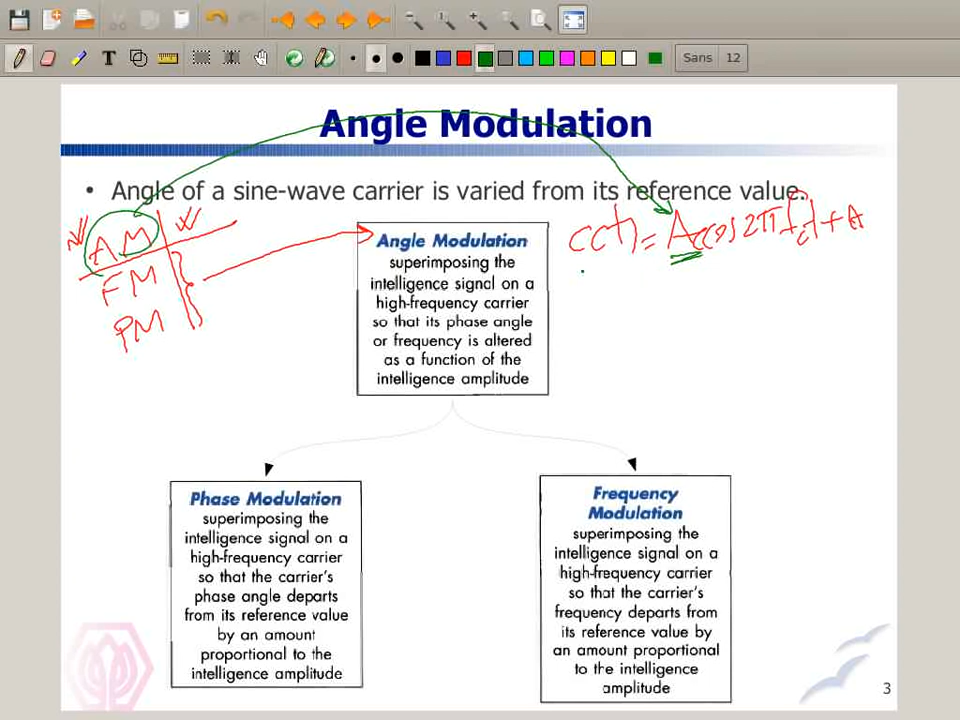 Sans 12
Angle Modulation
• Angle of a sine-wave carrier is varied from its reference value.
AM
FM
PM
Angle Modulation
superimposing the
intelligence signal on a
high-frequency carrier
so that its phase angle
or frequency is altered
as a function of the
intelligence amplitude
c(t) = Ac cos 2πfct +
Phase Modulation
superimposing the
intelligence signal on a
high-frequency carrier
so that the carrier's
phase angle departs
from its reference value
by an amount
proportional to the
intelligence amplitude
Frequency
Modulation
superimposing the
intelligence signal on a
high-frequency carrier
so that the carrier's
frequency departs from
its reference value by
an amount proportional
to the intelligence
amplitude
3